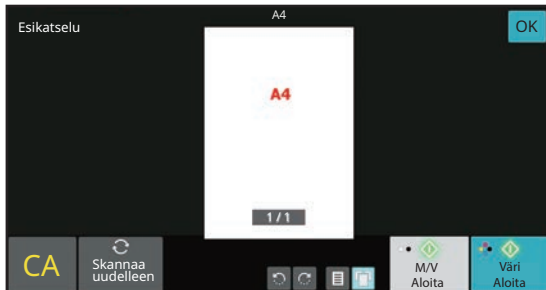 A4
Esikatselu
OK
A4
1 / 1
CA
Skannaa
uudelleen
M/V
Aloita
Väri
Aloita